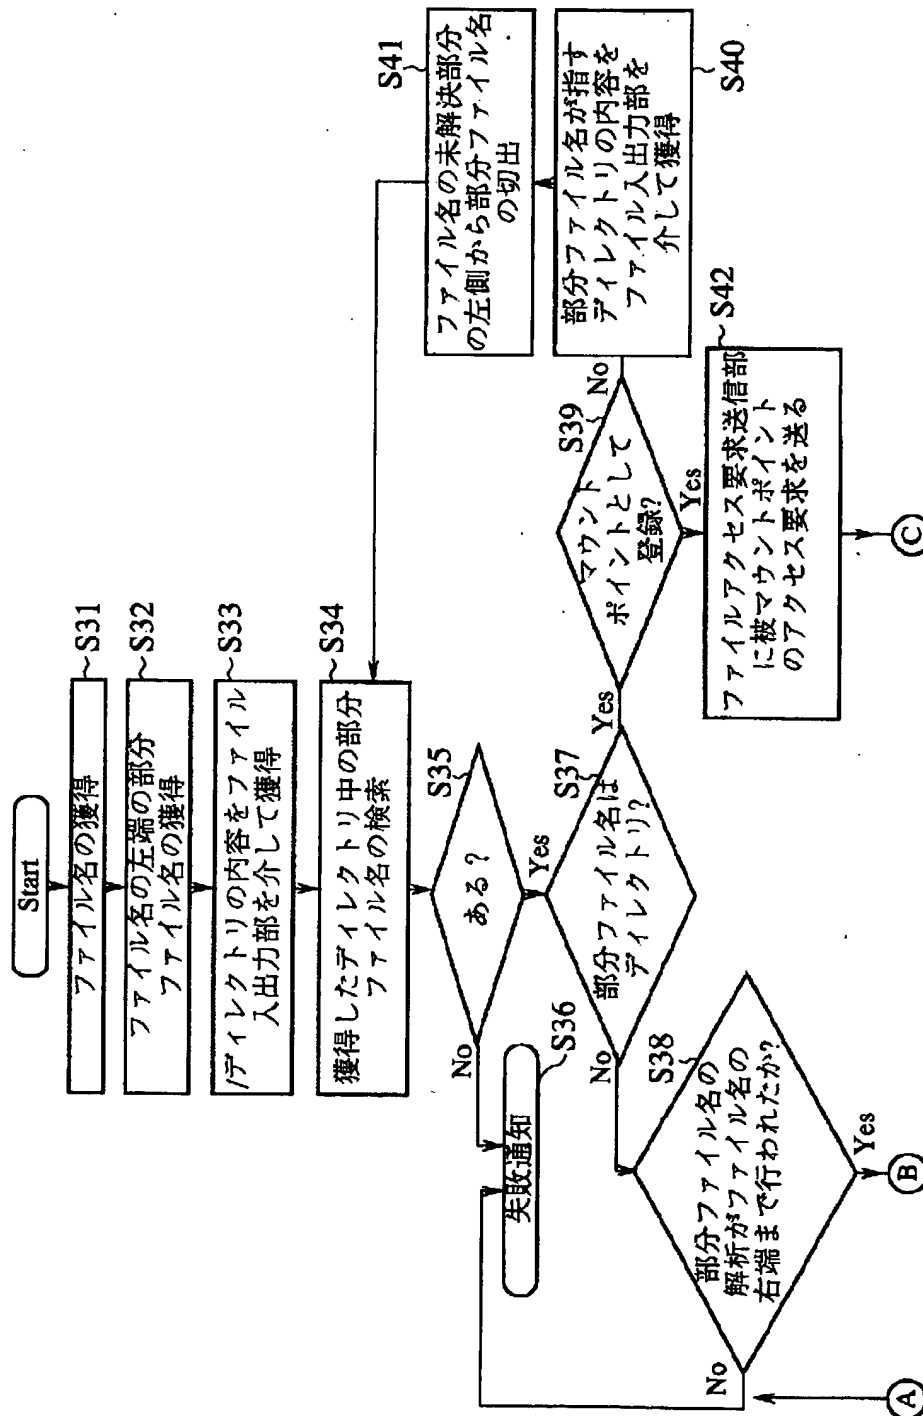 Start
ファイル名の獲得
~S31
ファイル名の左端の部分
ファイル名の獲得
~S32
/ディレクトリの内容をファイル
入出力部を介して獲得
~S33
獲得したディレクトリ中の部分
ファイル名の検索
~S34
ある?
S35
No
Yes
失敗通知
~S36
部分ファイル名は
ディレクトリ?
S37
No
Yes
部分ファイル名の
解析がファイル名の
右端まで行われたか?
S38
No
Yes
A
B
マウント
ポイントとして
登録?
S39
No
Yes
部分ファイル名が指す
ディレクトリの内容を
ファイル入出力部を
介して獲得
~S40
ファイル名の未解決部分
の左側から部分ファイル名
の切出
~S41
ファイルアクセス要求送信部
に被マウントポイント
のアクセス要求を送る
~S42
C